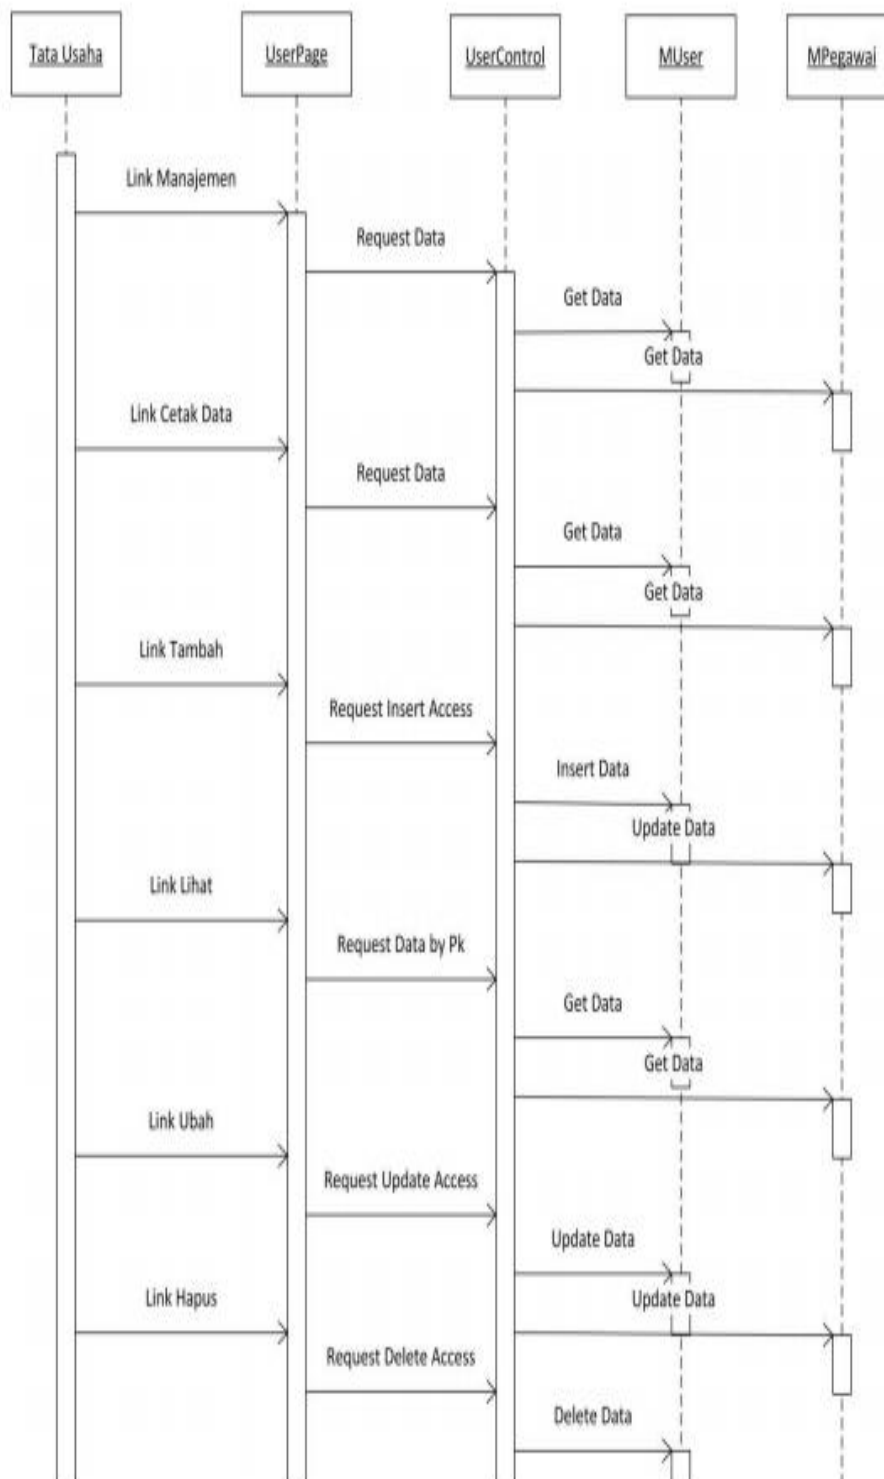 Tata Usaha
UserPage
UserControl
MUser
MPegawai
Link Manajemen
Request Data
Get Data
Get Data
Link Cetak Data
Request Data
Get Data
Get Data
Link Tambah
Request Insert Access
Insert Data
Update Data
Link Lihat
Request Data by Pk
Get Data
Get Data
Link Ubah
Request Update Access
Update Data
Update Data
Link Hapus
Request Delete Access
Delete Data